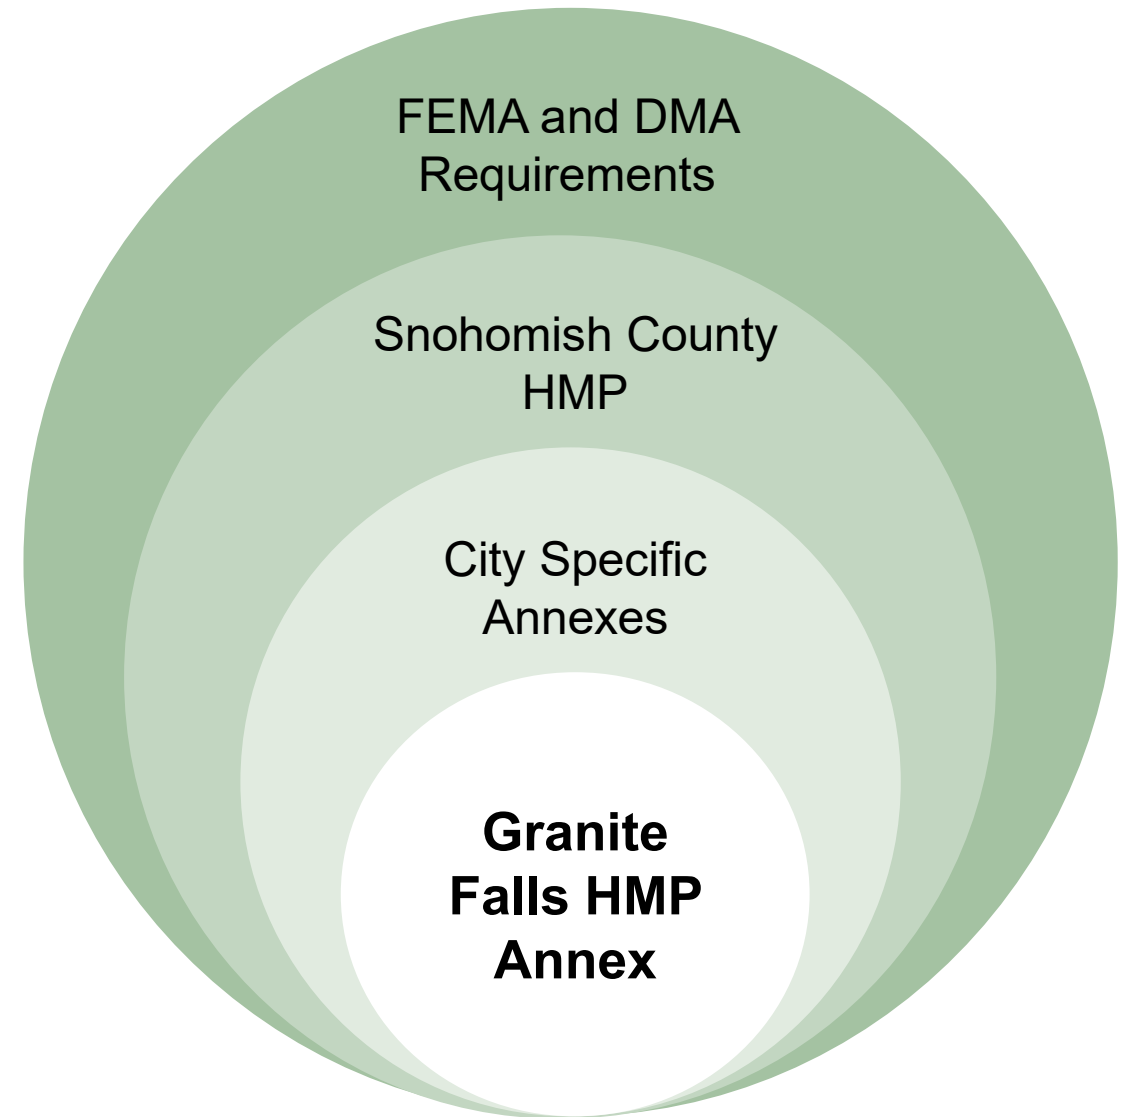 FEMA and DMA
Requirements
Snohomish County
HMP
City Specific
Annexes
Granite
Falls HMP
Annex